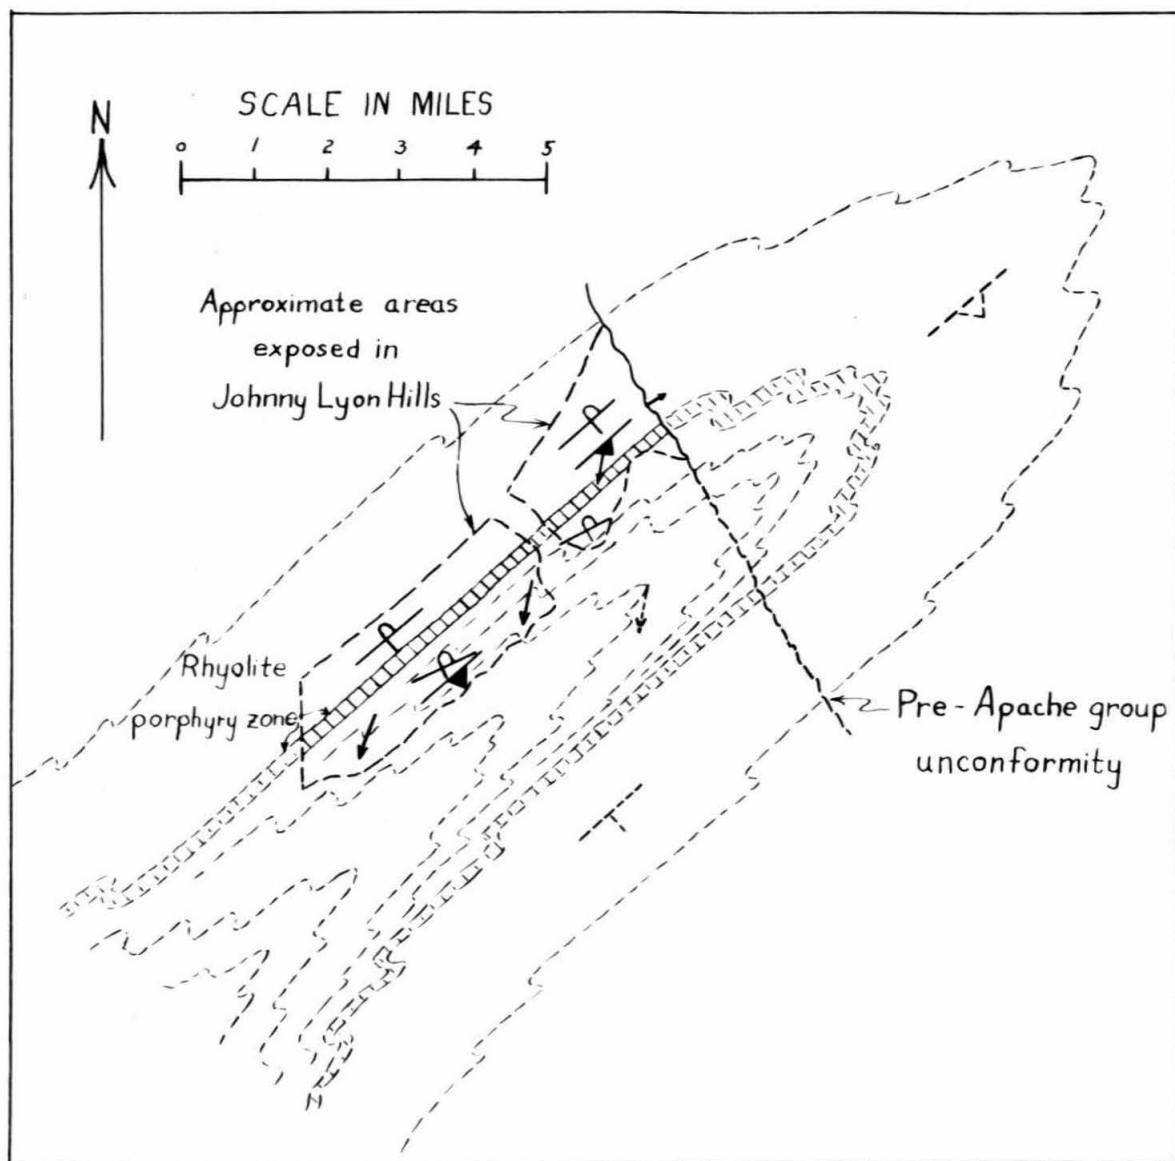 N
SCALE IN MILES
0 1 2 3 4 5
Approximate areas
exposed in
Johnny Lyon Hills
Rhyolite
porphyry zone
Pre-Apache group
unconformity